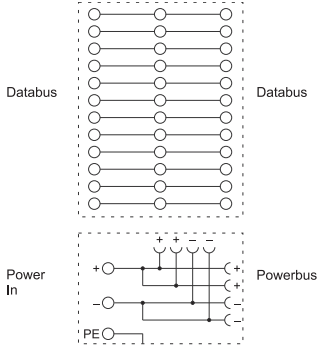 Databus Databus
+ + – –
+ +
+
Power In Powerbus
– –
–
PE